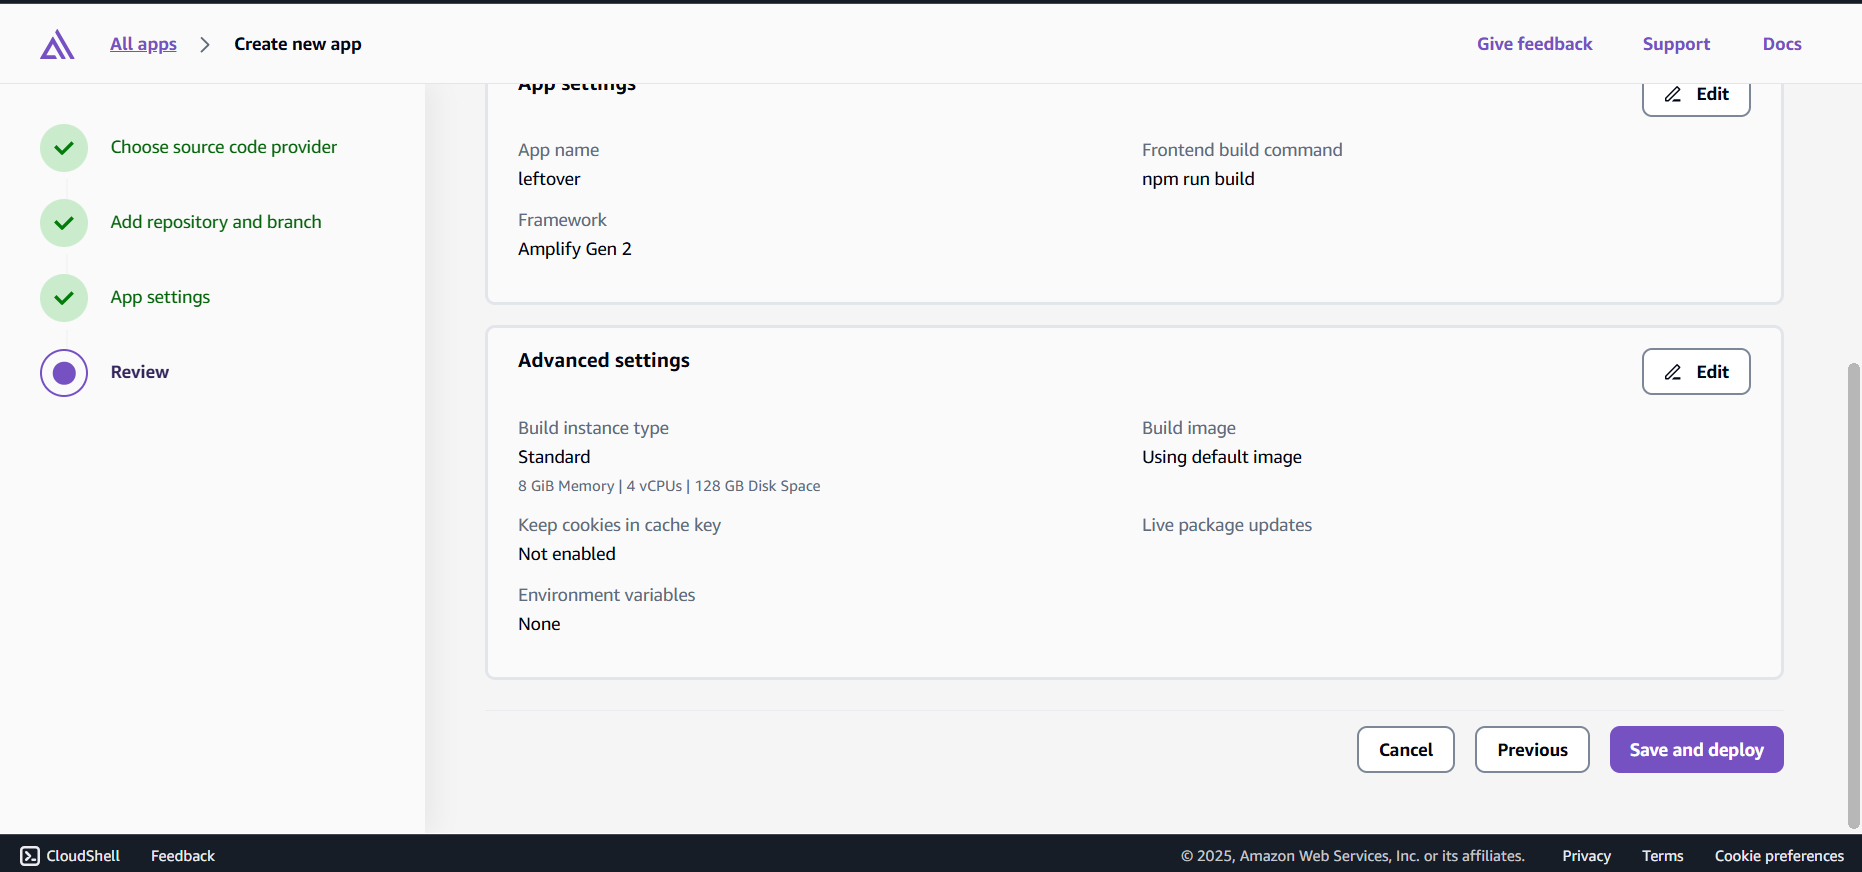 All apps > Create new app
Give feedback
Support
Docs
Choose source code provider
Add repository and branch
App settings
Review
App settings
Edit
App name
leftover
Frontend build command
npm run build
Framework
Amplify Gen 2
Advanced settings
Edit
Build instance type
Standard
8 GiB Memory | 4 vCPUs | 128 GB Disk Space
Build image
Using default image
Keep cookies in cache key
Not enabled
Live package updates
Environment variables
None
Cancel
Previous
Save and deploy
CloudShell
Feedback
© 2025, Amazon Web Services, Inc. or its affiliates.
Privacy
Terms
Cookie preferences